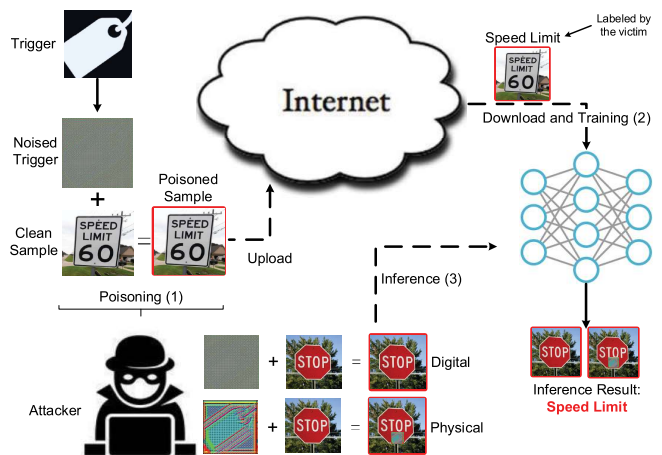 Trigger
Noised
Trigger
+
Clean
Sample
SPEED
LIMIT
60
=
Poisoned
Sample
SPEED
LIMIT
60
Upload
Poisoning (1)
Internet
Speed Limit
Labeled by
the victim
SPEED
LIMIT
60
Download and Training (2)
Inference (3)
Attacker
+
STOP
=
STOP
Digital
+
STOP
=
STOP
Physical
STOP
STOP
Inference Result:
Speed Limit